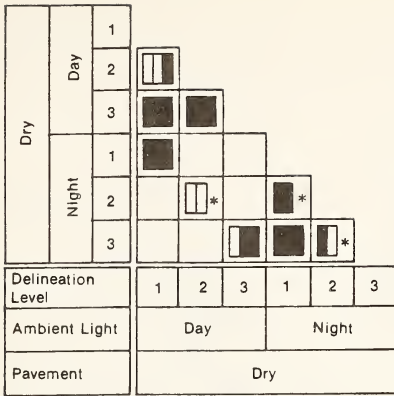 Dry
Day
1
2
3
Night
1
2 * *
3 *
Delineation Level 1 2 3 1 2 3
Ambient Light Day Night
Pavement Dry